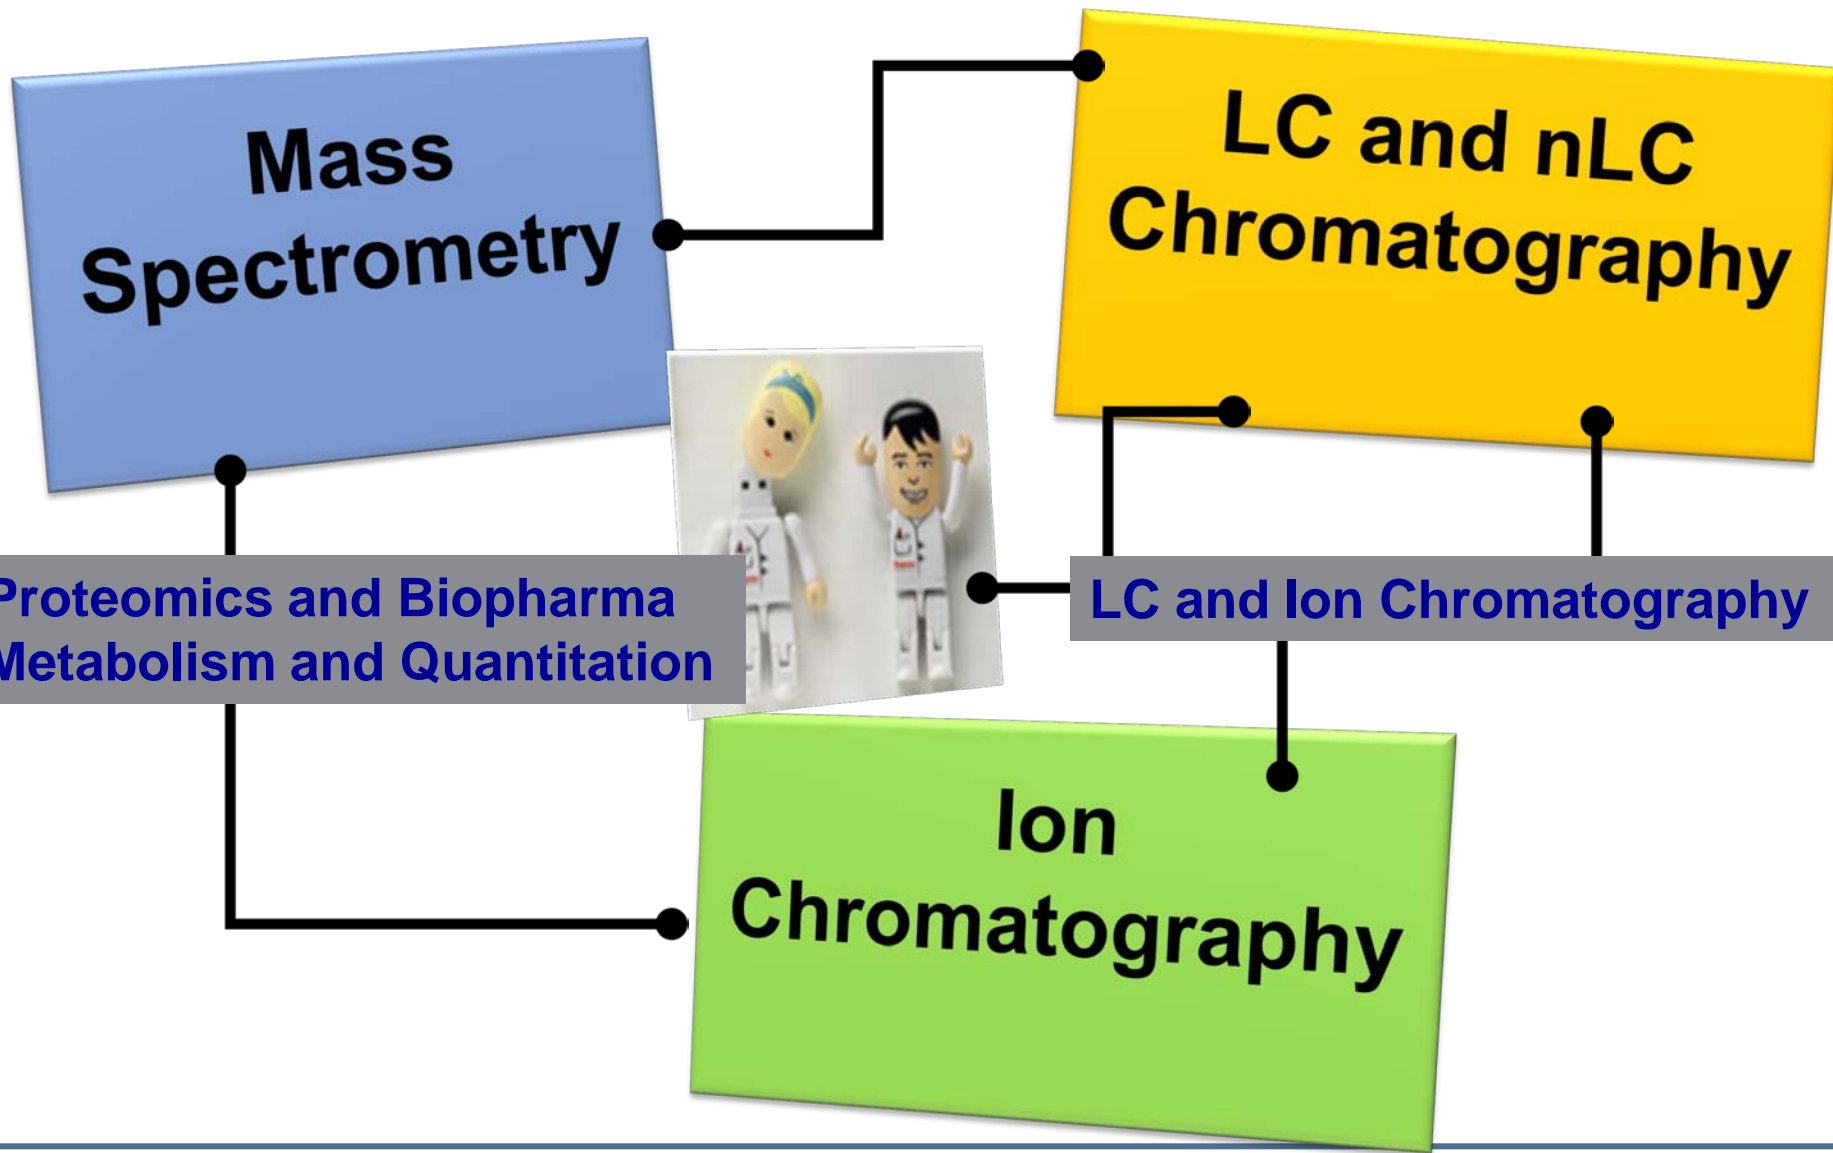 Mass
Spectrometry
LC and nLC
Chromatography
Proteomics and Biopharma
Metabolism and Quantitation
LC and Ion Chromatography
Ion
Chromatography